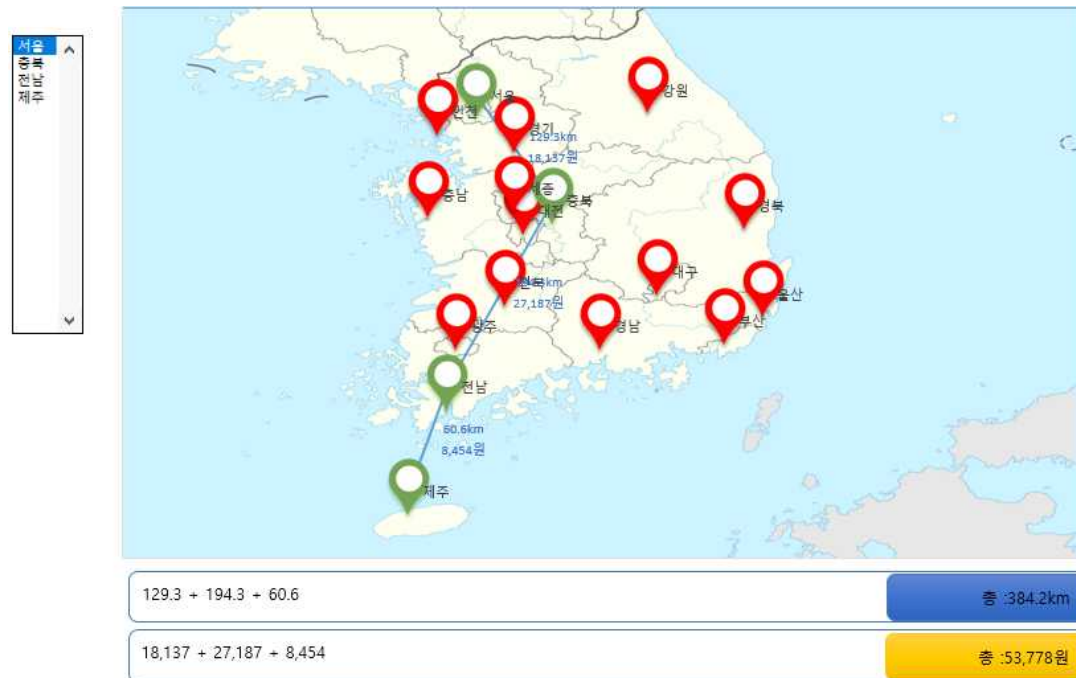 서울
충북
전남
제주
서울
강원
인천
경기
129.3km
18,137원
세종
충북
충남
대전
경북
대구
전북
27,187원
울산
광주
경남
부산
전남
60.6km
8,454원
제주
129.3 + 194.3 + 60.6
총 :384.2km
18,137 + 27,187 + 8,454
총 :53,778원